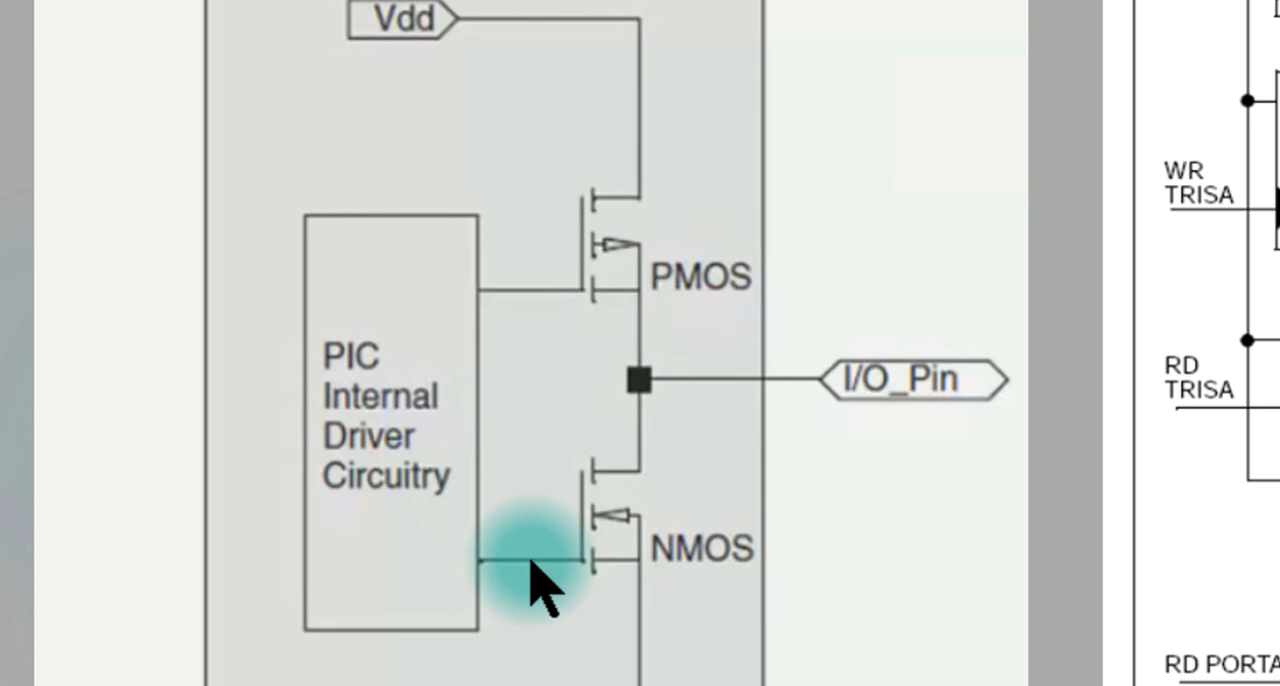 Vdd
PMOS
PIC
Internal
Driver
Circuitry
I/O_Pin
NMOS
WR
TRISA
RD
TRISA
RD PORTA